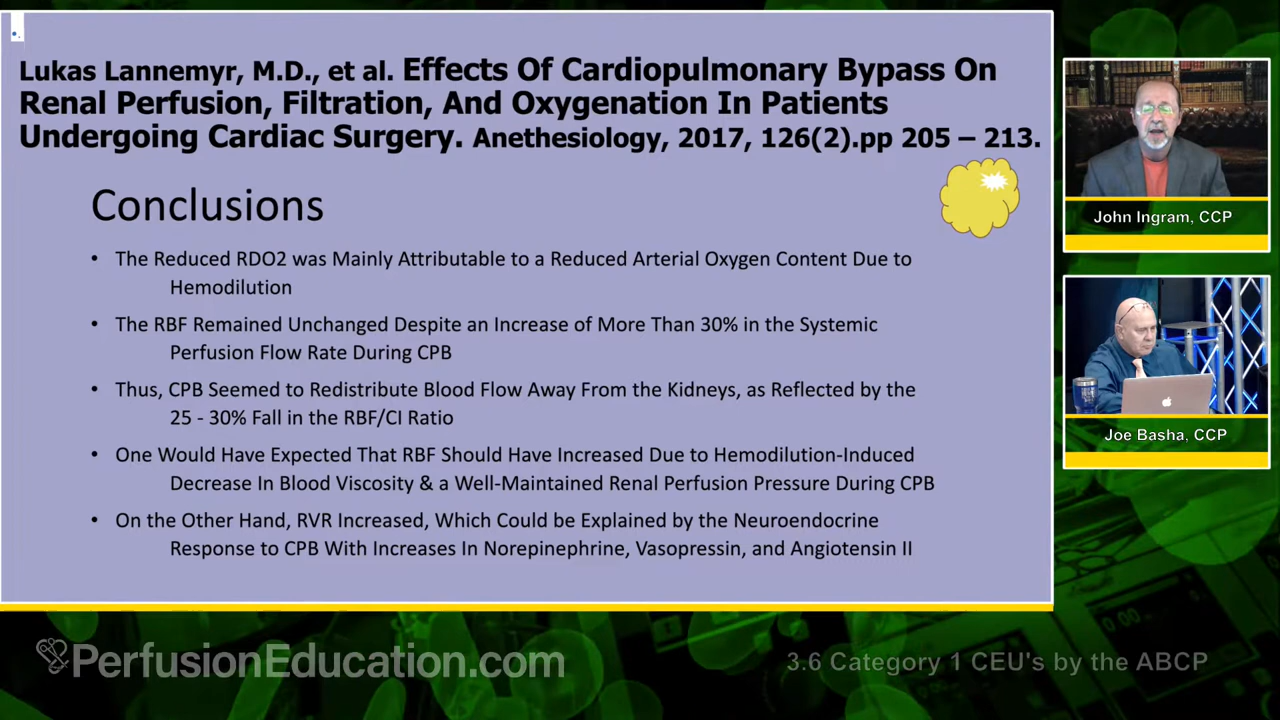 Lukas Lannemyr, M.D., et al. Effects Of Cardiopulmonary Bypass On
Renal Perfusion, Filtration, And Oxygenation In Patients
Undergoing Cardiac Surgery. Anethesiology, 2017, 126(2).pp 205 – 213.
Conclusions
• The Reduced RDO2 was Mainly Attributable to a Reduced Arterial Oxygen Content Due to
Hemodilution
• The RBF Remained Unchanged Despite an Increase of More Than 30% in the Systemic
Perfusion Flow Rate During CPB
• Thus, CPB Seemed to Redistribute Blood Flow Away From the Kidneys, as Reflected by the
25 - 30% Fall in the RBF/CI Ratio
• One Would Have Expected That RBF Should Have Increased Due to Hemodilution-Induced
Decrease In Blood Viscosity & a Well-Maintained Renal Perfusion Pressure During CPB
• On the Other Hand, RVR Increased, Which Could be Explained by the Neuroendocrine
Response to CPB With Increases In Norepinephrine, Vasopressin, and Angiotensin II
John Ingram, CCP
Joe Basha, CCP
PerfusionEducation.com
3.6 Category 1 CEU's by the ABCP